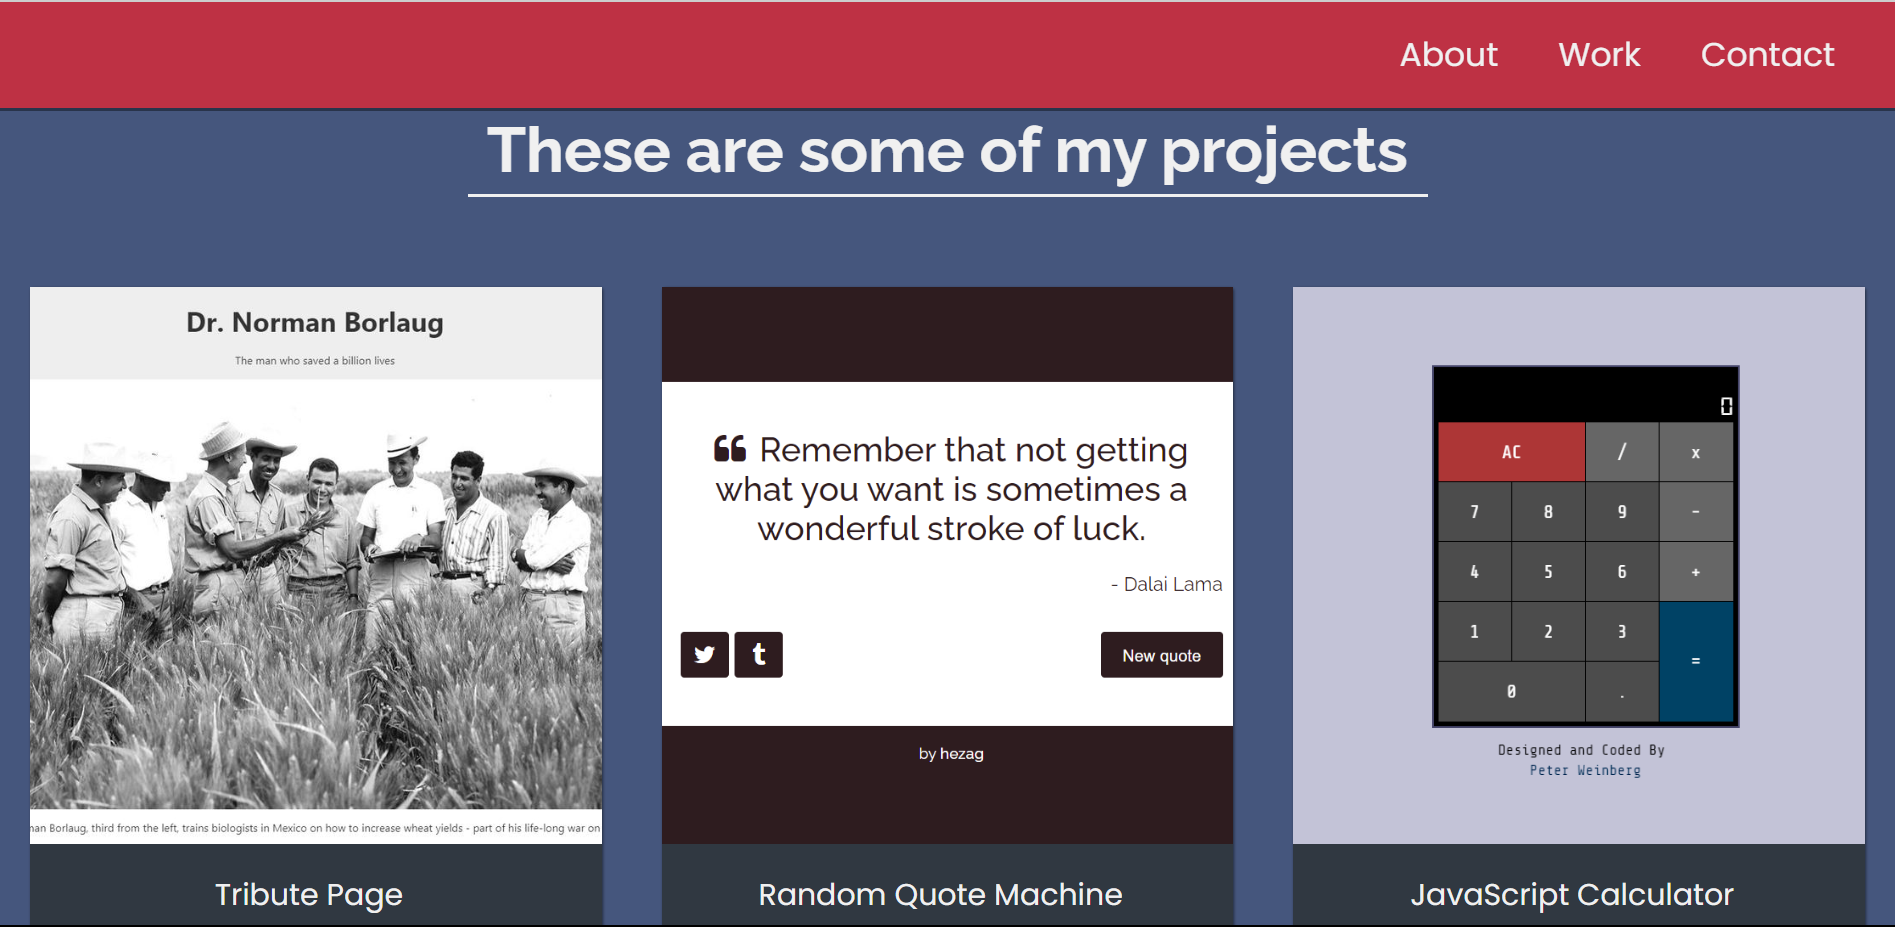 About Work Contact
These are some of my projects
Dr. Norman Borlaug
The man who saved a billion lives
Borlaug, third from the left, trains biologists in Mexico on how to increase wheat yields - part of his life-long war on
Tribute Page
Remember that not getting
what you want is sometimes a
wonderful stroke of luck.
- Dalai Lama
New quote
by hezag
Random Quote Machine
0
AC / x
7 8 9 -
4 5 6 +
1 2 3
=
0 .
Designed and Coded By
Peter Weinberg
JavaScript Calculator